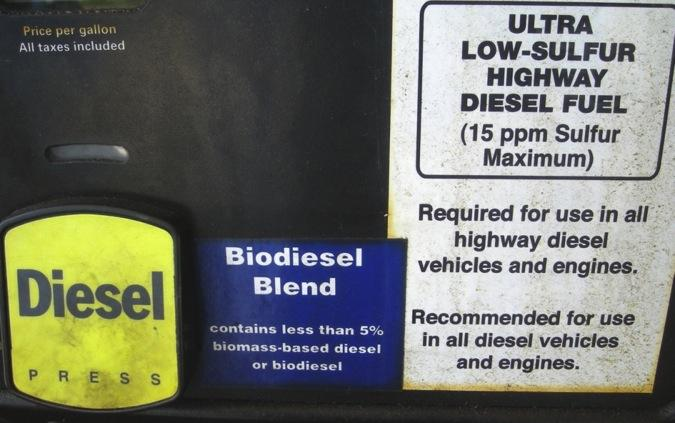 Price per gallon
All taxes included
ULTRA
LOW-SULFUR
HIGHWAY
DIESEL FUEL
(15 ppm Sulfur
Maximum)
Required for use in all
highway diesel
vehicles and engines.
Recommended for use
in all diesel vehicles
and engines.
Biodiesel
Blend
contains less than 5%
biomass-based diesel
or biodiesel
Diesel
PRESS